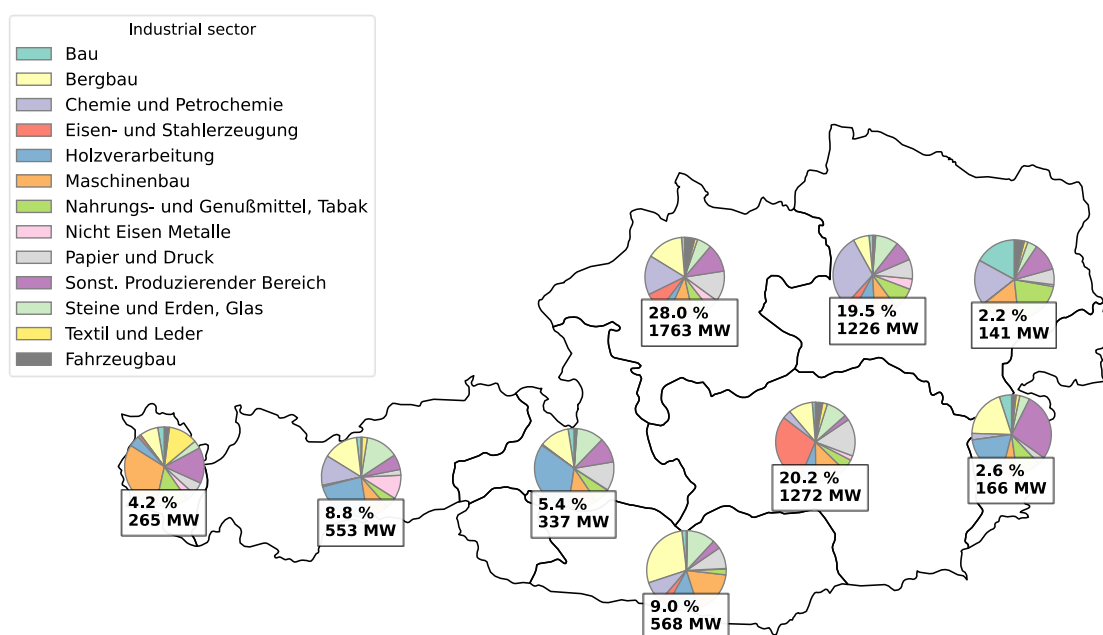 Industrial sector
Bau
Bergbau
Chemie und Petrochemie
Eisen- und Stahlerzeugung
Holzverarbeitung
Maschinenbau
Nahrungs- und Genußmittel, Tabak
Nicht Eisen Metalle
Papier und Druck
Sonst. Produzierender Bereich
Steine und Erden, Glas
Textil und Leder
Fahrzeugbau
28.0 %
1763 MW
19.5 %
1226 MW
2.2 %
141 MW
4.2 %
265 MW
8.8 %
553 MW
5.4 %
337 MW
20.2 %
1272 MW
2.6 %
166 MW
9.0 %
568 MW